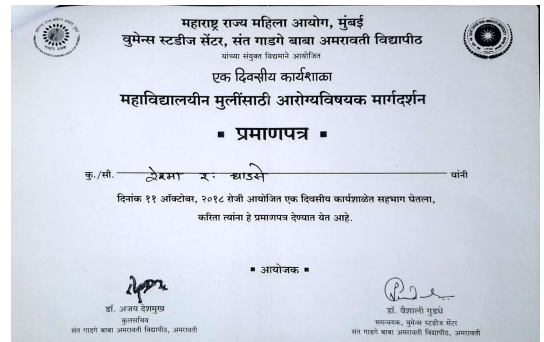 महाराष्ट्र राज्य महिला आयोग, मुंबई
वुमेन्स स्टडीज सेंटर, संत गाडगे बाबा अमरावती विद्यापीठ
यांच्या संयुक्त विद्यमाने आयोजित
एक दिवसीय कार्यशाळा
महाविद्यालयीन मुलींसाठी आरोग्यविषयक मार्गदर्शन
▪ प्रमाणपत्र ▪
कु./सौ. रेश्मा र. धाडसे यांनी
दिनांक ११ ऑक्टोबर, २०१८ रोजी आयोजित एक दिवसीय कार्यशाळेत सहभाग घेतला,
करिता त्यांना हे प्रमाणपत्र देण्यात येत आहे.
▪ आयोजक ▪
डॉ. अजय देशमुख
कुलसचिव
संत गाडगे बाबा अमरावती विद्यापीठ, अमरावती
डॉ. वैशाली गुडधे
समन्वयक, वुमेन्स स्टडीज सेंटर
संत गाडगे बाबा अमरावती विद्यापीठ, अमरावती